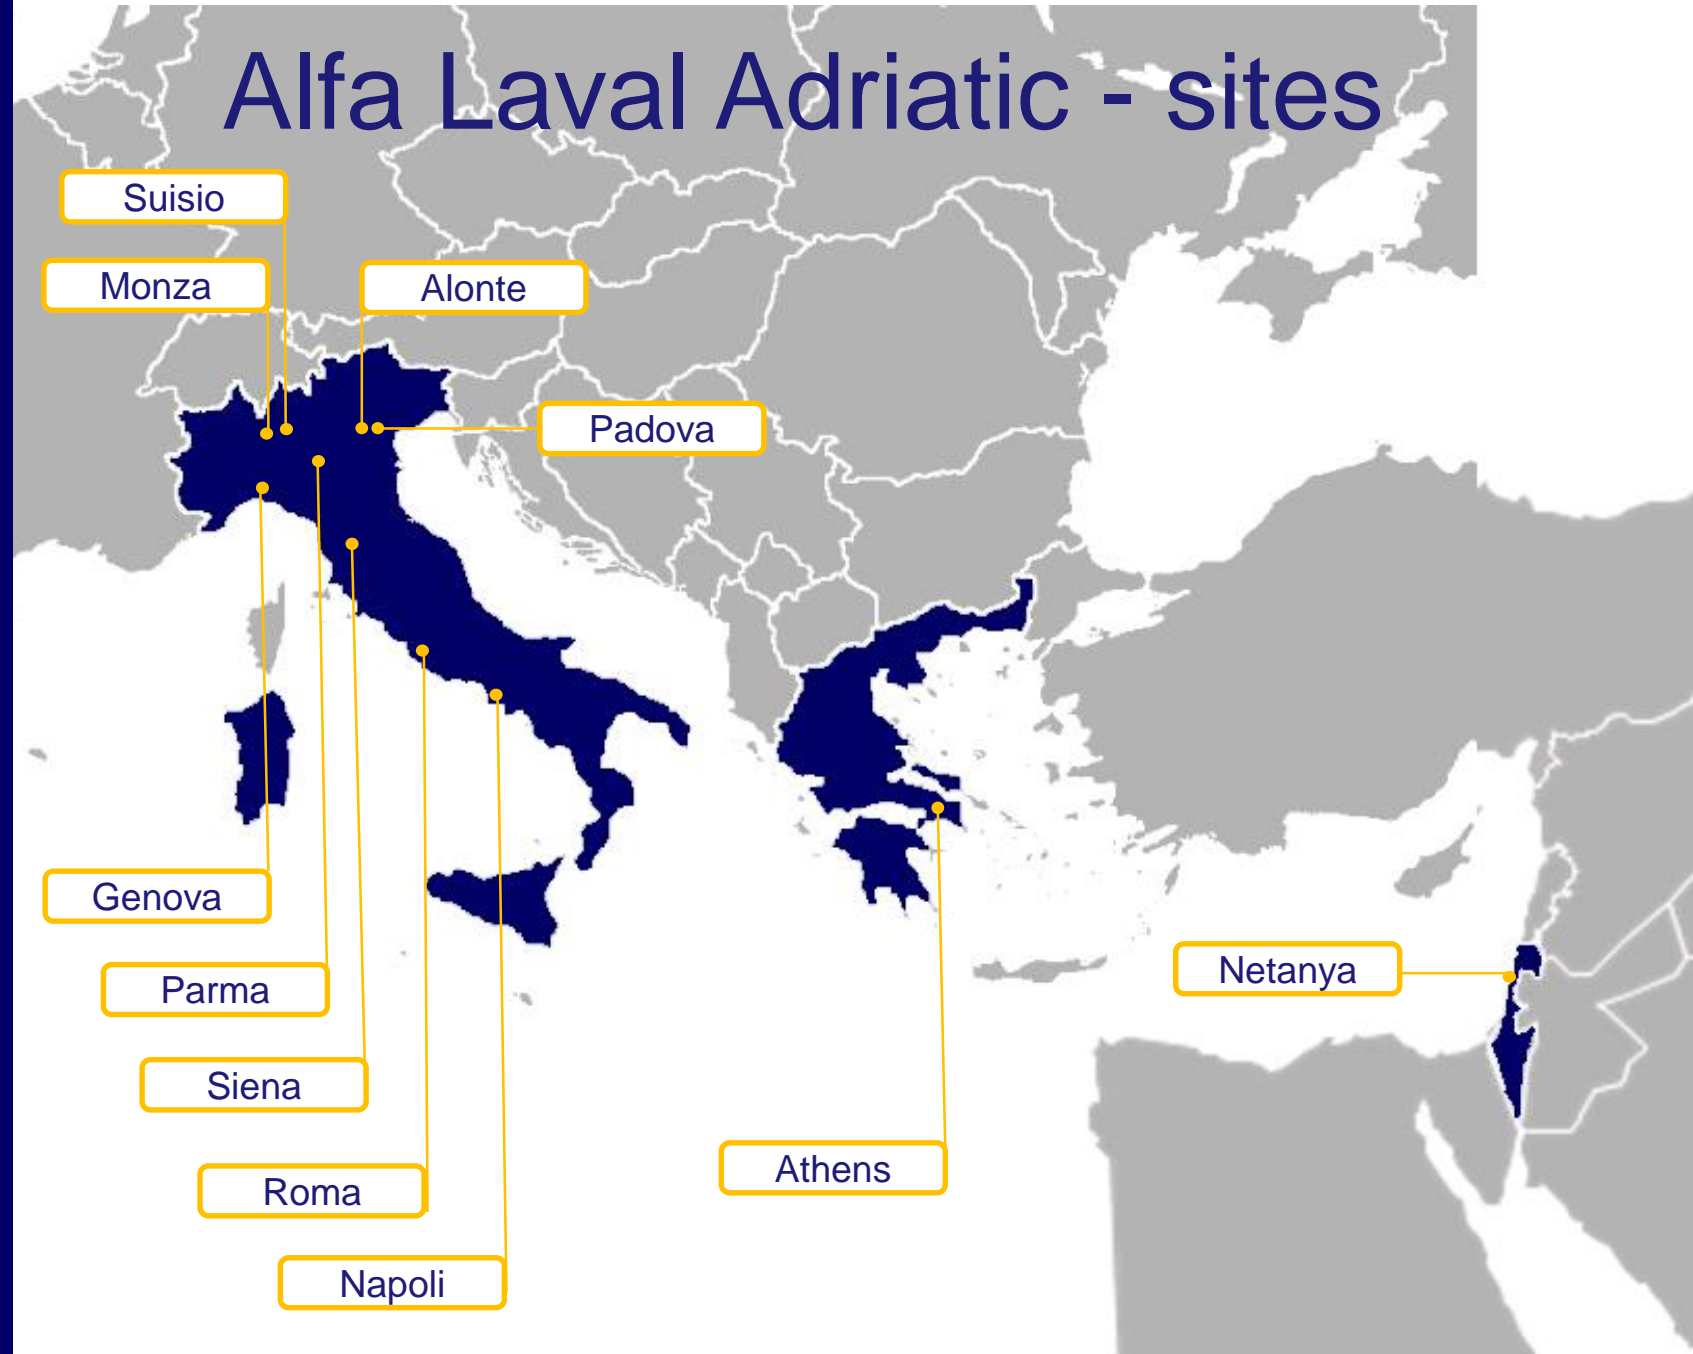 Alfa Laval Adriatic - sites
Suisio
Monza
Alonte
Padova
Genova
Parma
Siena
Roma
Napoli
Athens
Netanya